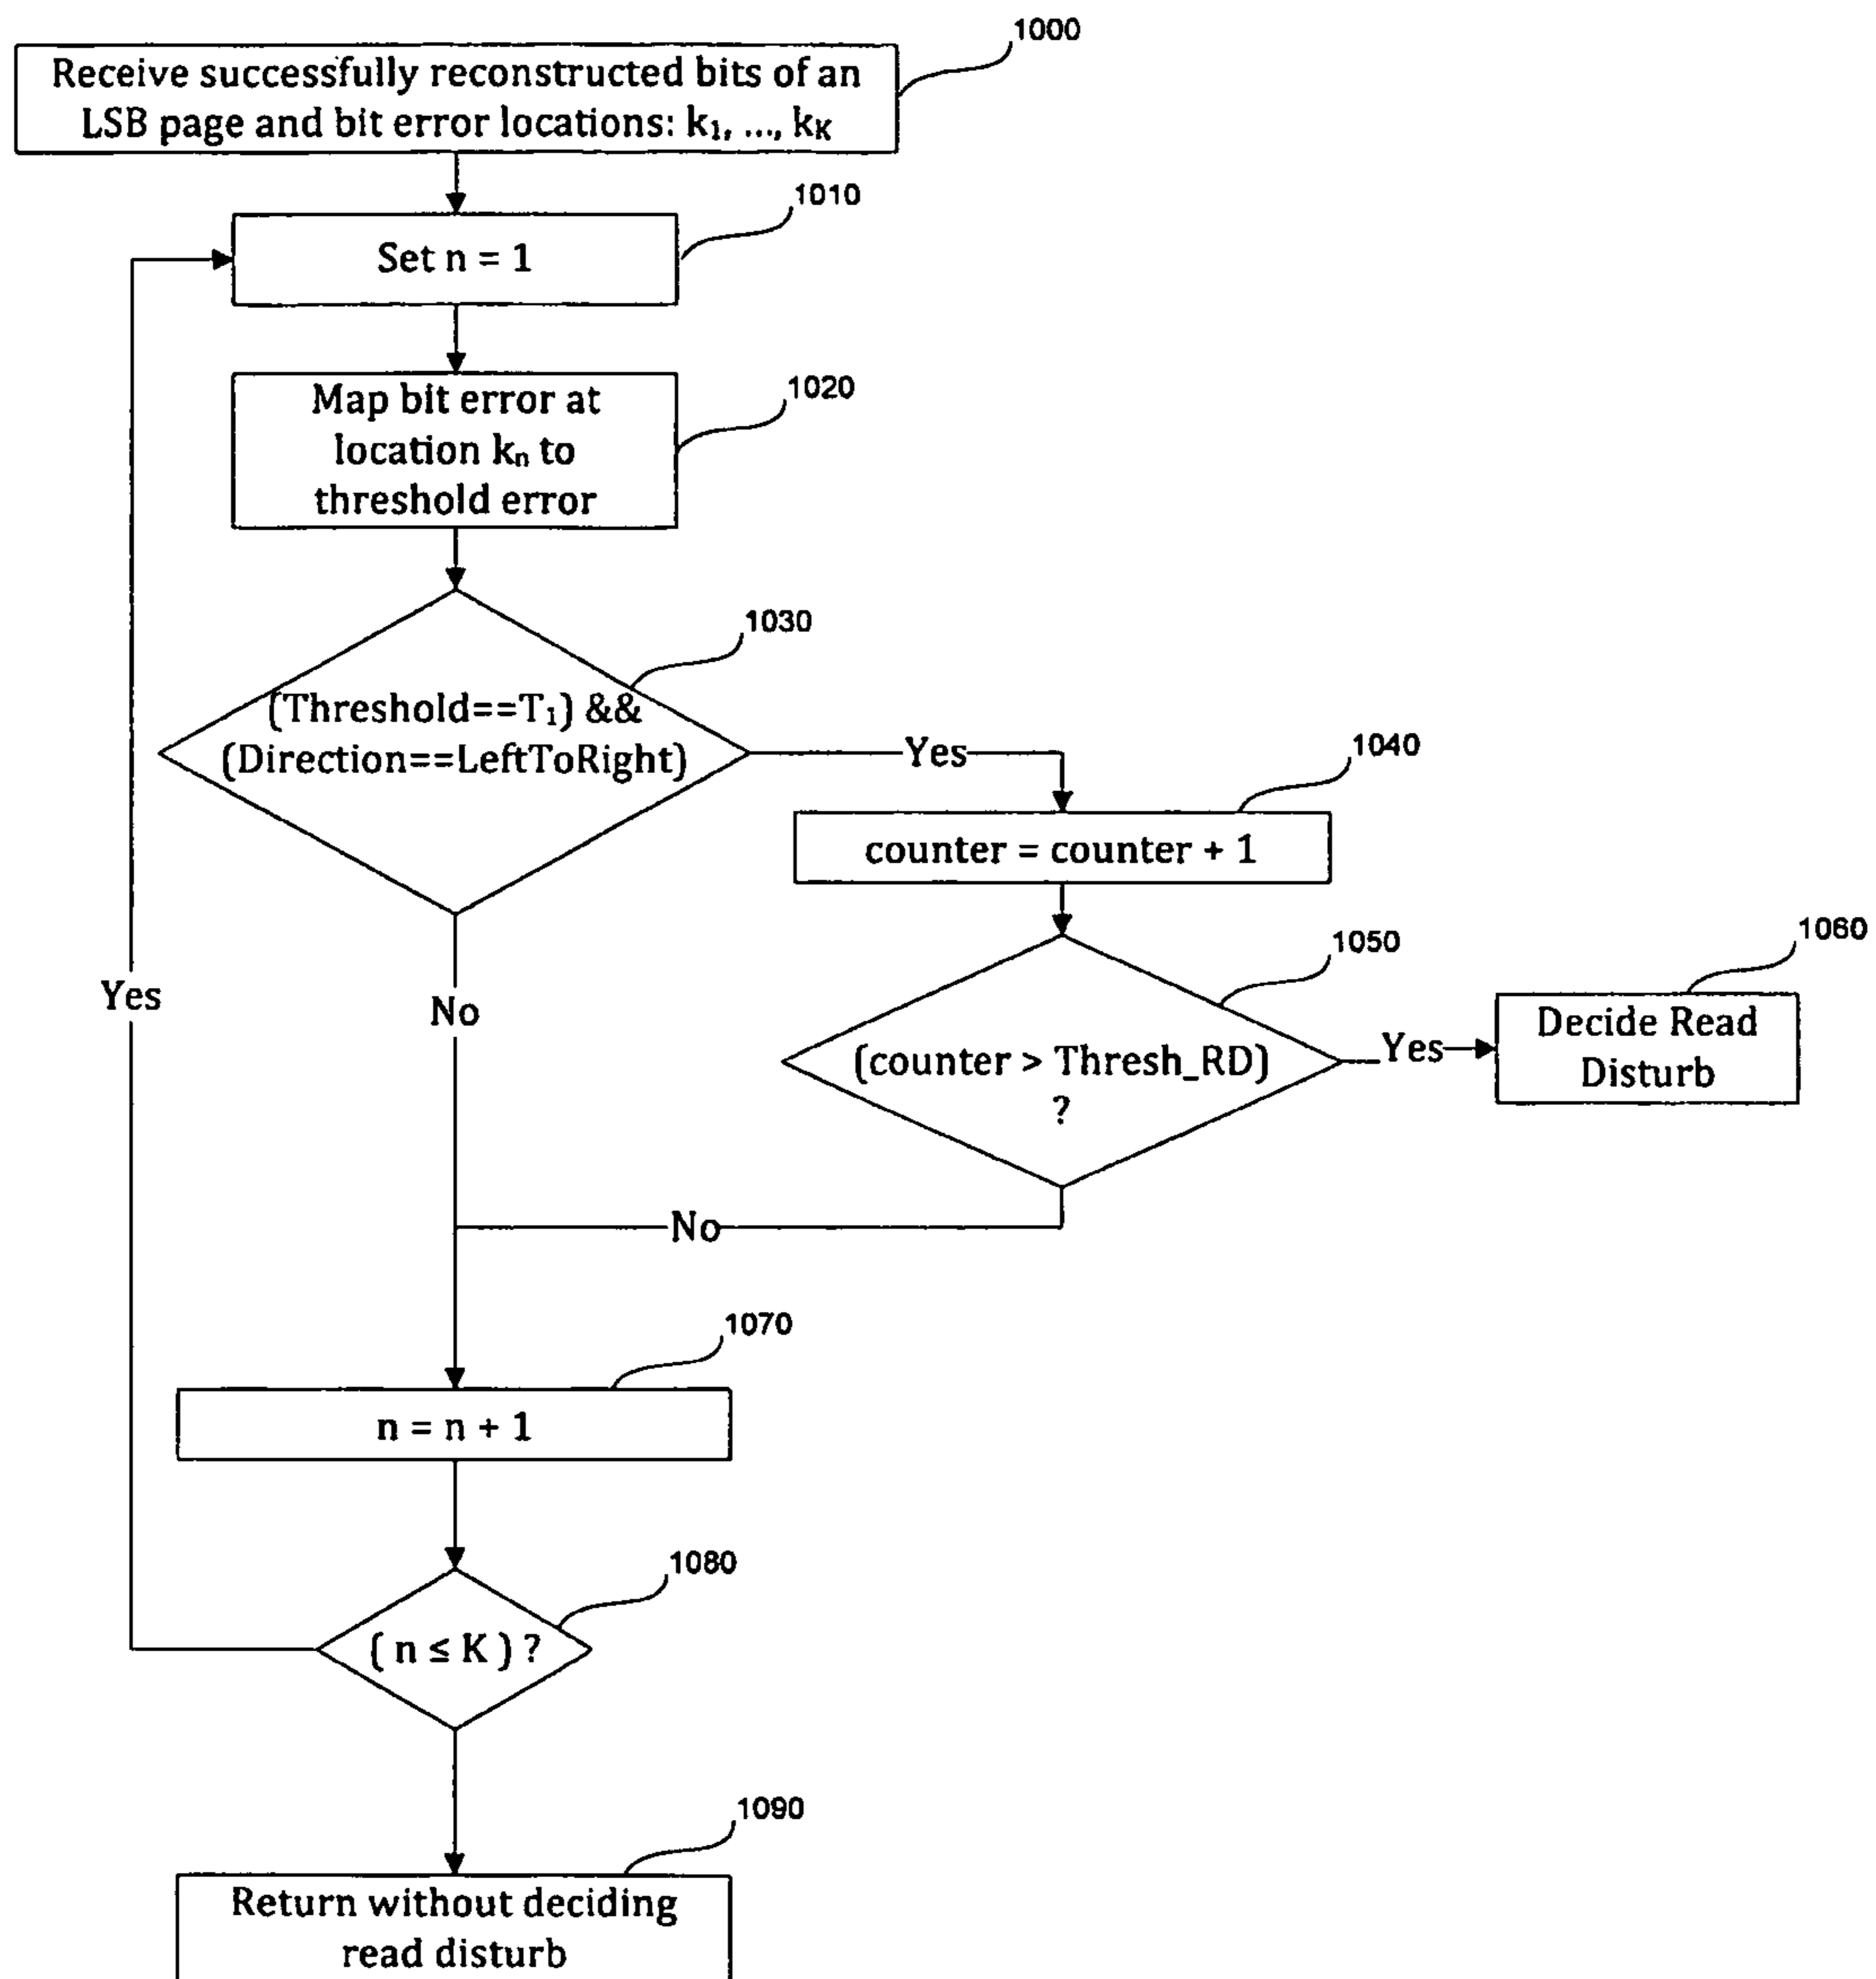 1000
Receive successfully reconstructed bits of an
LSB page and bit error locations: k₁, ..., kK
1010
Set n = 1
1020
Map bit error at
location kₙ to
threshold error
1030
(Threshold==T₁) &&
(Direction==LeftToRight)
Yes
1040
counter = counter + 1
1050
(counter > Thresh_RD)
?
Yes
1060
Decide Read
Disturb
Yes
No
No
1070
n = n + 1
1080
( n ≤ K ) ?
1090
Return without deciding
read disturb